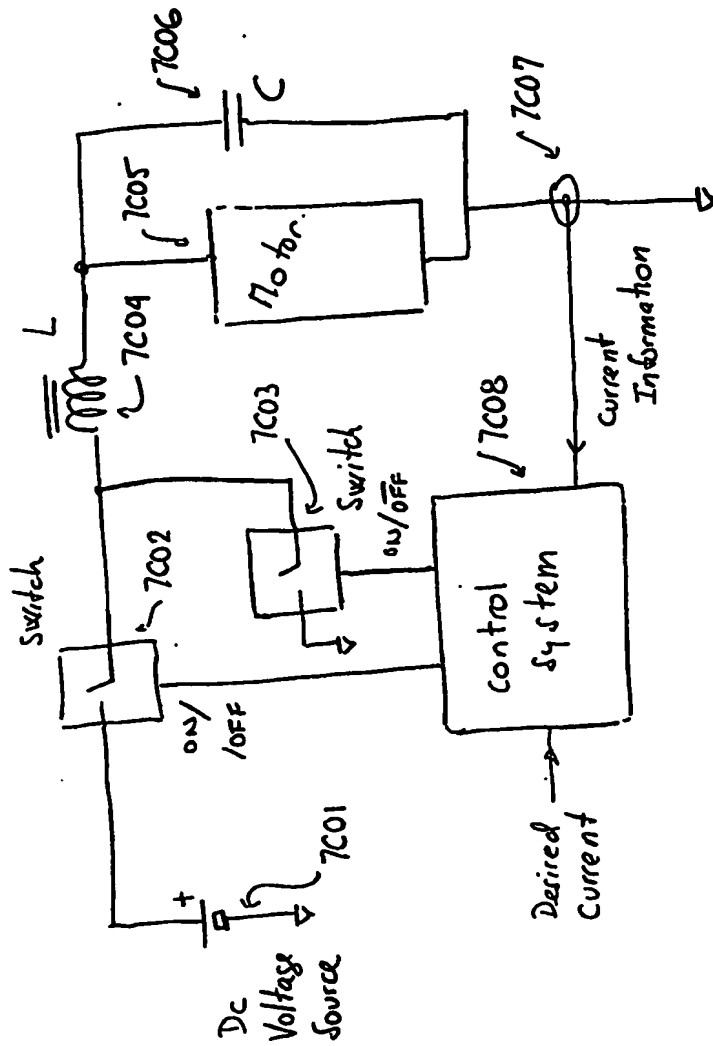 Switch
7C02
L
7C04
7C05
7C06
C
ON/
/OFF
7C03
Switch
ON/OFF
Motor.
+
7C01
DC
Voltage
Source
7C08
Control
System
Current
Information
7C07
Desired
Current